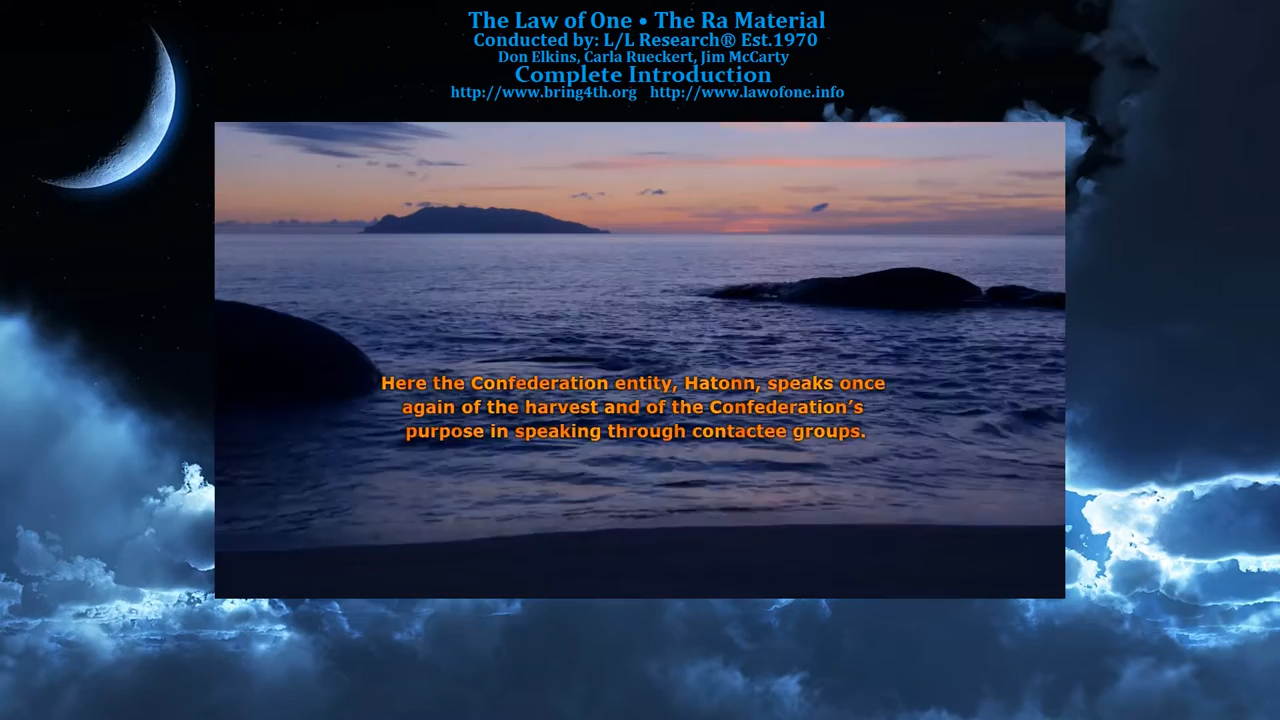 The Law of One • The Ra Material
Conducted by: L/L Research® Est.1970
Don Elkins, Carla Rueckert, Jim McCarty
Complete Introduction
http://www.bring4th.org http://www.lawofone.info
Here the Confederation entity, Hatonn, speaks once
again of the harvest and of the Confederation’s
purpose in speaking through contactee groups.